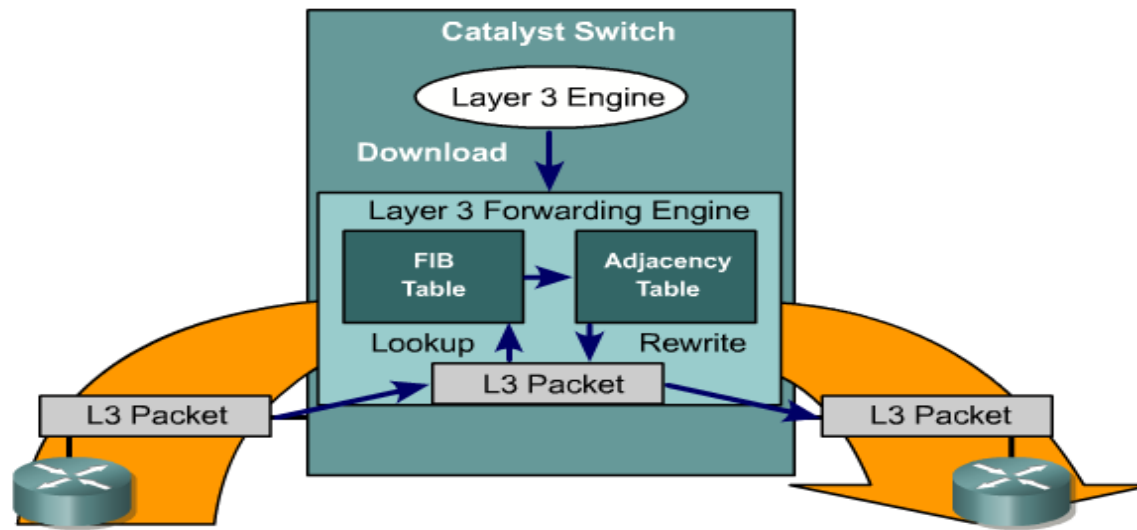 Catalyst Switch
Layer 3 Engine
Download
Layer 3 Forwarding Engine
FIB
Table
Adjacency
Table
Lookup
Rewrite
L3 Packet
L3 Packet
L3 Packet